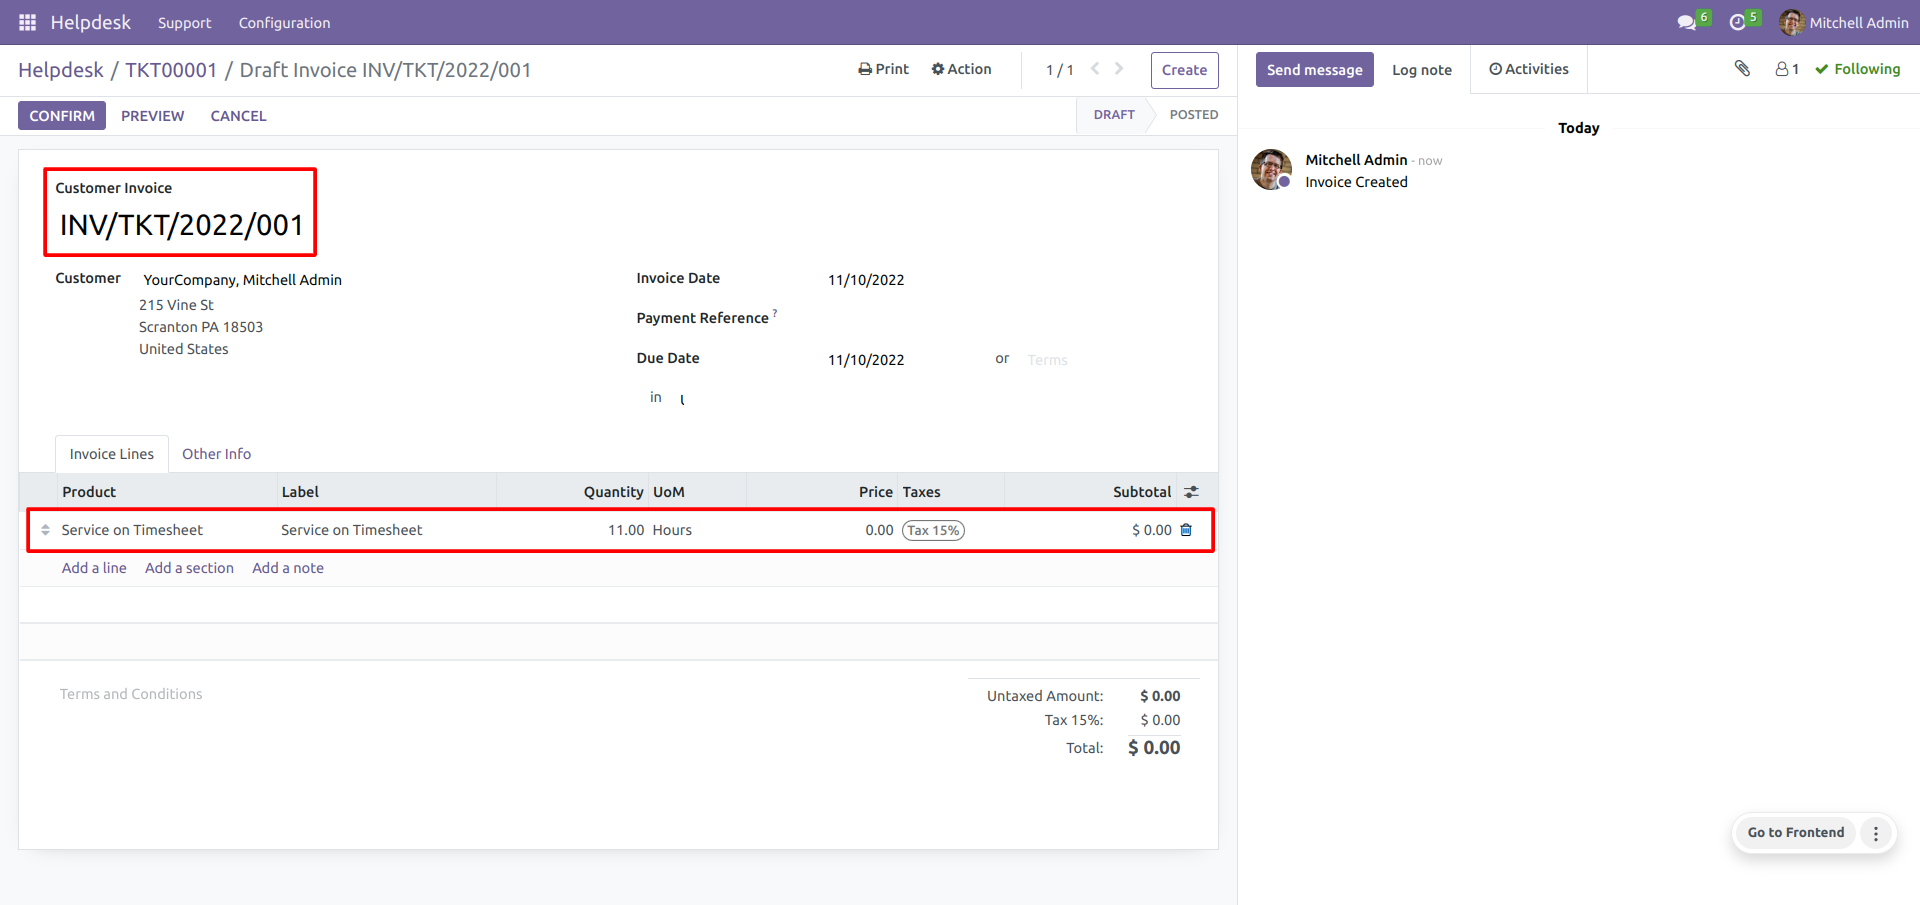 Helpdesk Support Configuration 6 5 Mitchell Admin
Helpdesk / TKT00001 / Draft Invoice INV/TKT/2022/001 Print Action 1 / 1 Create
Send message Log note Activities 1 Following
CONFIRM PREVIEW CANCEL DRAFT POSTED
Today
Mitchell Admin - now
Invoice Created
Customer Invoice
INV/TKT/2022/001
Customer YourCompany, Mitchell Admin
215 Vine St
Scranton PA 18503
United States
Invoice Date 11/10/2022
Payment Reference ?
Due Date 11/10/2022 or Terms
in
Invoice Lines Other Info
Product Label Quantity UoM Price Taxes Subtotal
Service on Timesheet Service on Timesheet 11.00 Hours 0.00 Tax 15% $ 0.00
Add a line Add a section Add a note
Terms and Conditions
Untaxed Amount: $ 0.00
Tax 15%: $ 0.00
Total: $ 0.00
Go to Frontend